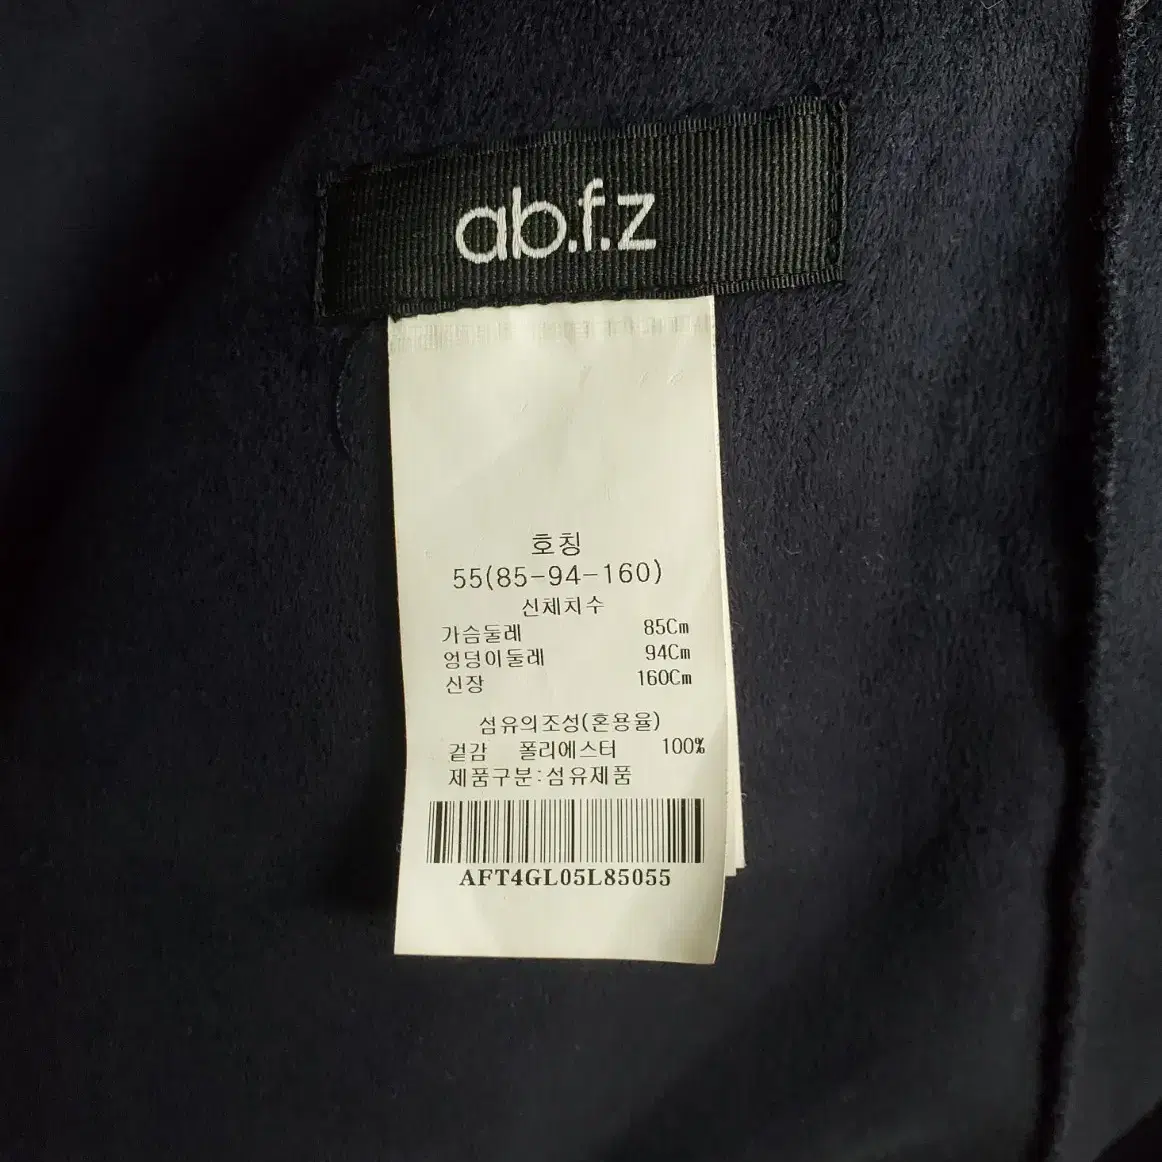 ab.f.z
호칭
55(85-94-160)
신체치수
가슴둘레 85Cm
엉덩이둘레 94Cm
신장 160Cm
섬유의조성(혼용율)
겉감 폴리에스터 100%
제품구분:섬유제품
AFT4GL05L85055